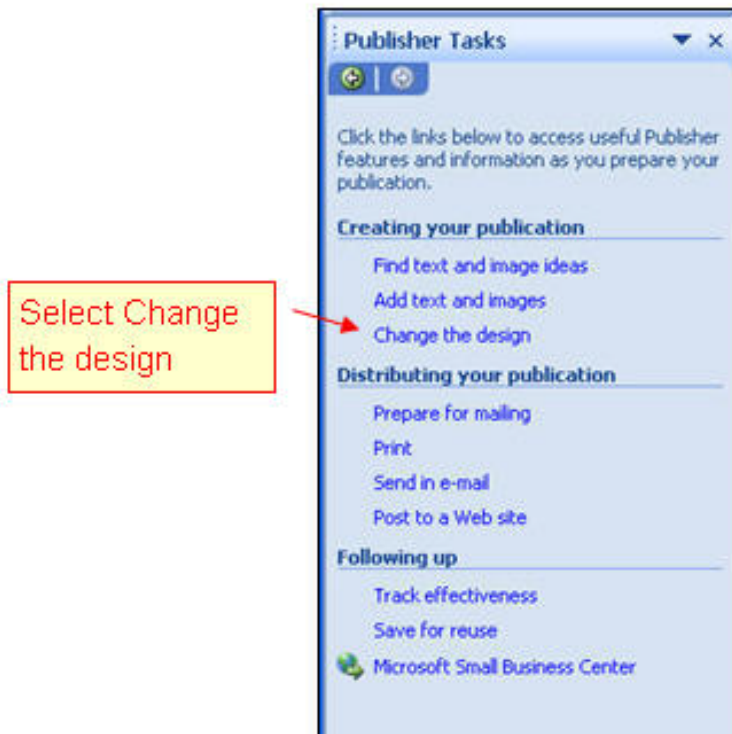 Publisher Tasks
Click the links below to access useful Publisher
features and information as you prepare your
publication.
Creating your publication
Find text and image ideas
Add text and images
Change the design
Select Change
the design
Distributing your publication
Prepare for mailing
Print
Send in e-mail
Post to a Web site
Following up
Track effectiveness
Save for reuse
Microsoft Small Business Center